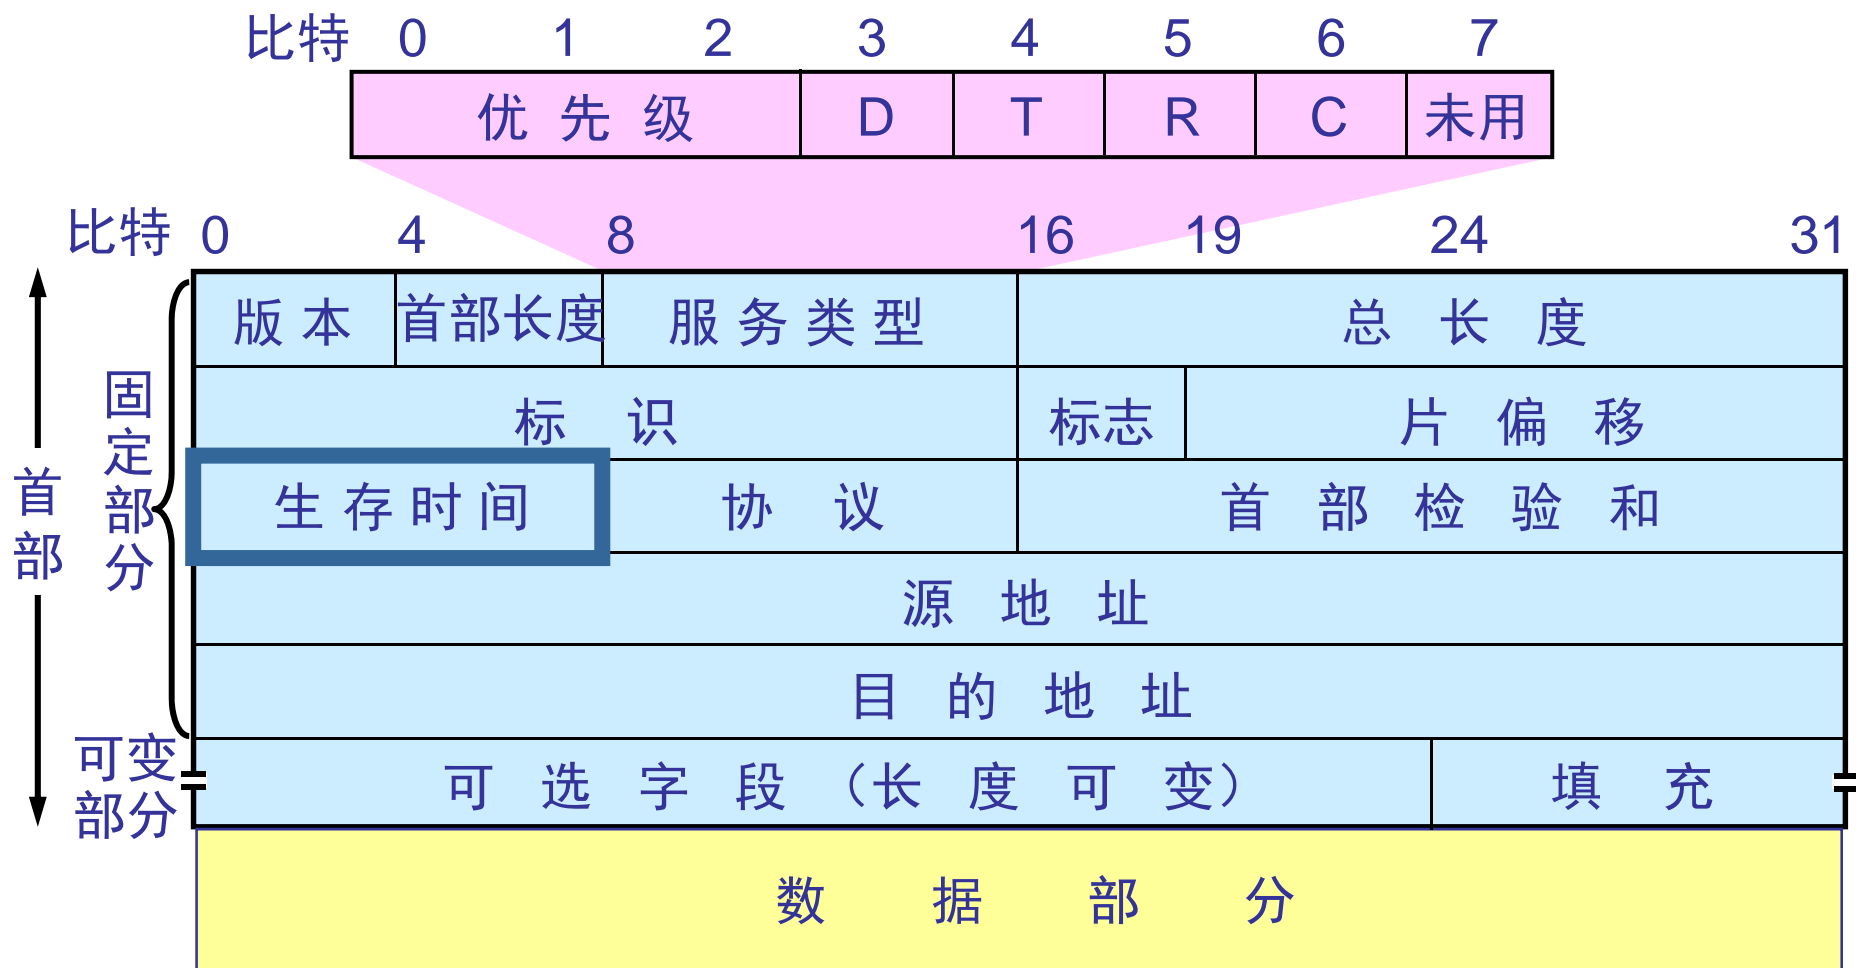 比特 0 1 2 3 4 5 6 7
优先级 D T R C 未用
比特 0 4 8 16 19 24 31
版本 首部长度 服务类型 总长度
标识 标志 片偏移
生存时间 协议 首部检验和
源地址
目的地址
可选字段（长度可变） 填充
数据部分
首部
固定部分
可变
部分